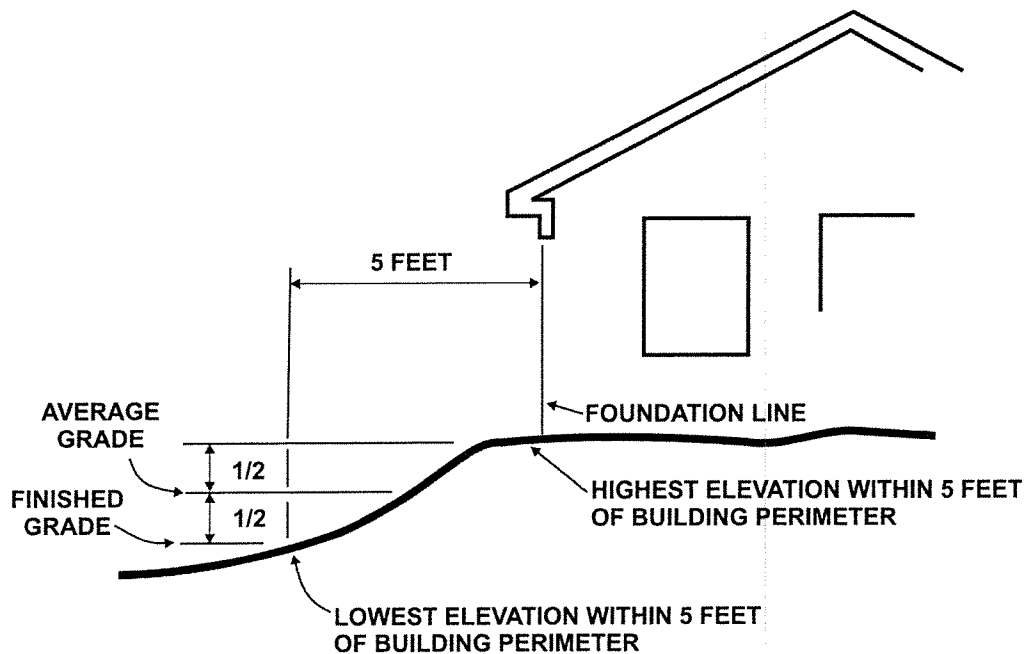 5 FEET
AVERAGE
GRADE
1/2
FOUNDATION LINE
FINISHED
GRADE
1/2
HIGHEST ELEVATION WITHIN 5 FEET
OF BUILDING PERIMETER
LOWEST ELEVATION WITHIN 5 FEET
OF BUILDING PERIMETER